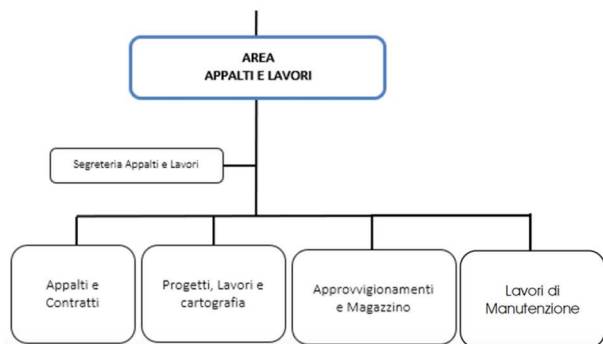 AREA
APPALTI E LAVORI
Segreteria Appalti e Lavori
Appalti e
Contratti
Progetti, Lavori e
cartografia
Approvvigionamenti
e Magazzino
Lavori di
Manutenzione